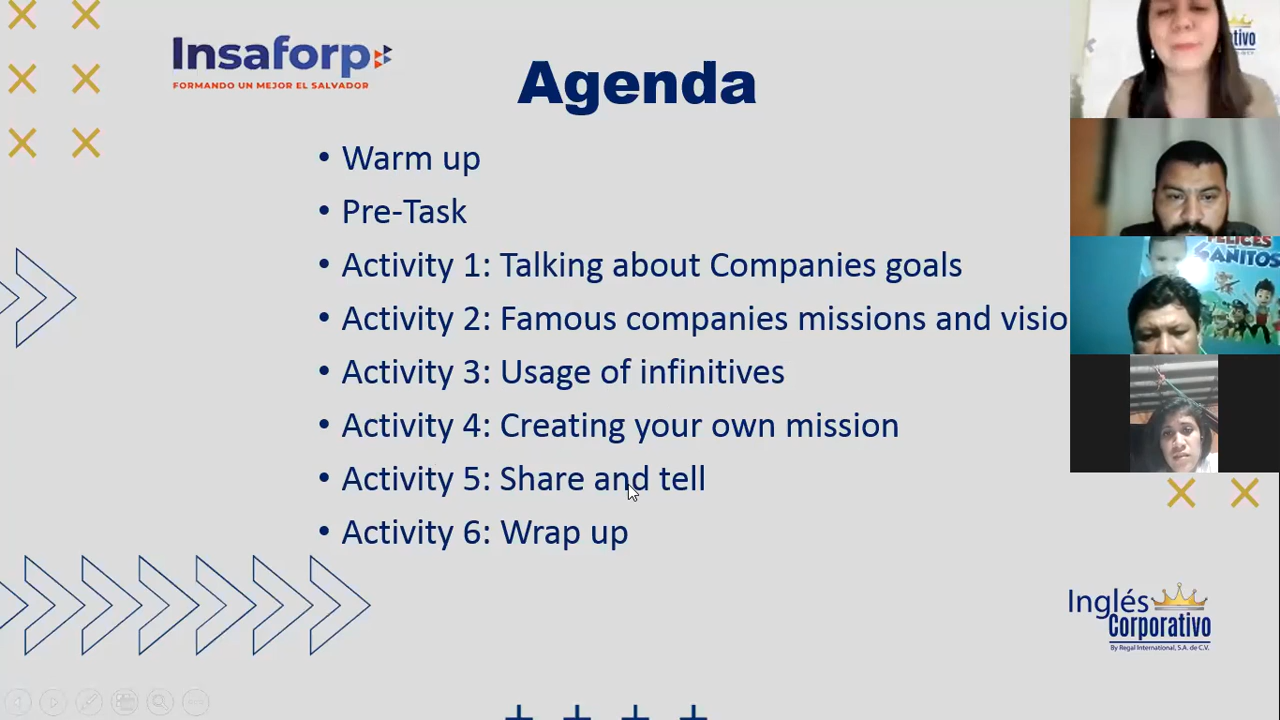 Insaforp
FORMANDO UN MEJOR EL SALVADOR
Agenda
• Warm up
• Pre-Task
• Activity 1: Talking about Companies goals
• Activity 2: Famous companies missions and visio
• Activity 3: Usage of infinitives
• Activity 4: Creating your own mission
• Activity 5: Share and tell
• Activity 6: Wrap up
Inglés
Corporativo
By Regal International, S.A. de C.V.
ativo
FELICES
AÑITOS